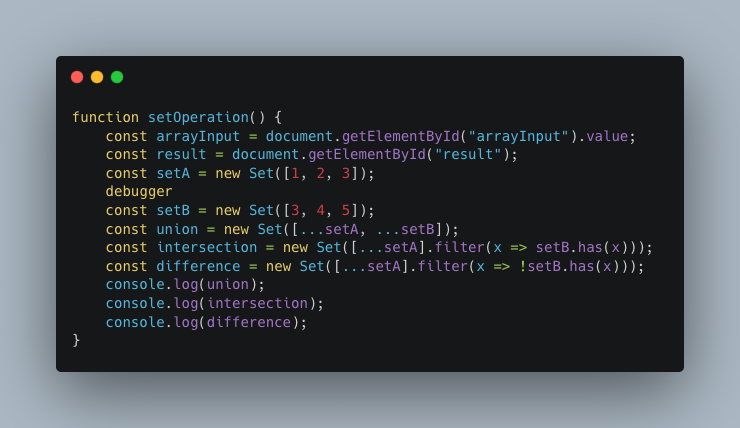 function setOperation() {
    const arrayInput = document.getElementById("arrayInput").value;
    const result = document.getElementById("result");
    const setA = new Set([1, 2, 3]);
    debugger
    const setB = new Set([3, 4, 5]);
    const union = new Set([...setA, ...setB]);
    const intersection = new Set([...setA].filter(x => setB.has(x)));
    const difference = new Set([...setA].filter(x => !setB.has(x)));
    console.log(union);
    console.log(intersection);
    console.log(difference);
}